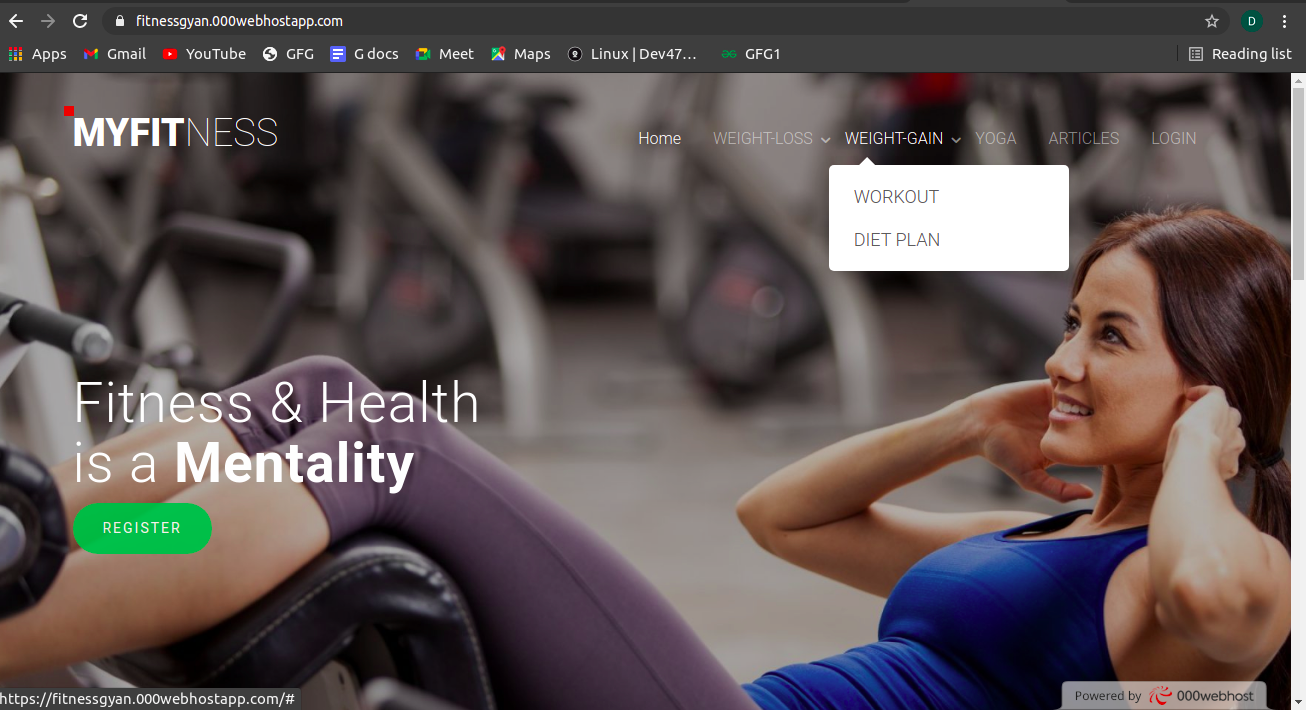 fitnessgyan.000webhostapp.com
D
Apps Gmail YouTube GFG G docs Meet Maps Linux | Dev47... GFG1 Reading list
MYFITNESS
Home WEIGHT-LOSS WEIGHT-GAIN YOGA ARTICLES LOGIN
WORKOUT
DIET PLAN
Fitness & Health
is a Mentality
REGISTER
https://fitnessgyan.000webhostapp.com/#
Powered by 000webhost